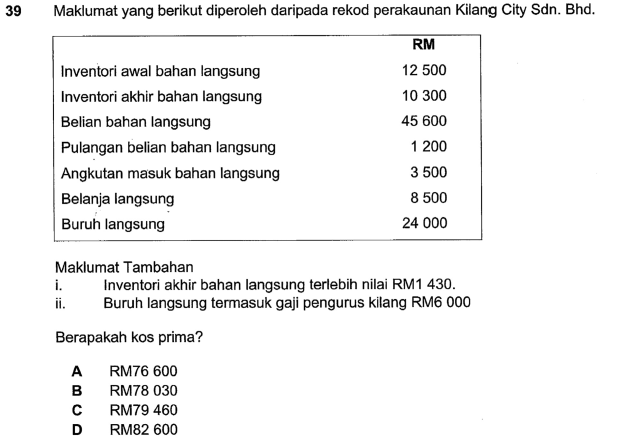 39 Maklumat yang berikut diperoleh daripada rekod perakaunan Kilang City Sdn. Bhd.
RM
Inventori awal bahan langsung 12 500
Inventori akhir bahan langsung 10 300
Belian bahan langsung 45 600
Pulangan belian bahan langsung 1 200
Angkutan masuk bahan langsung 3 500
Belanja langsung 8 500
Buruh langsung 24 000
Maklumat Tambahan
i. Inventori akhir bahan langsung terlebih nilai RM1 430.
ii. Buruh langsung termasuk gaji pengurus kilang RM6 000
Berapakah kos prima?
A RM76 600
B RM78 030
C RM79 460
D RM82 600